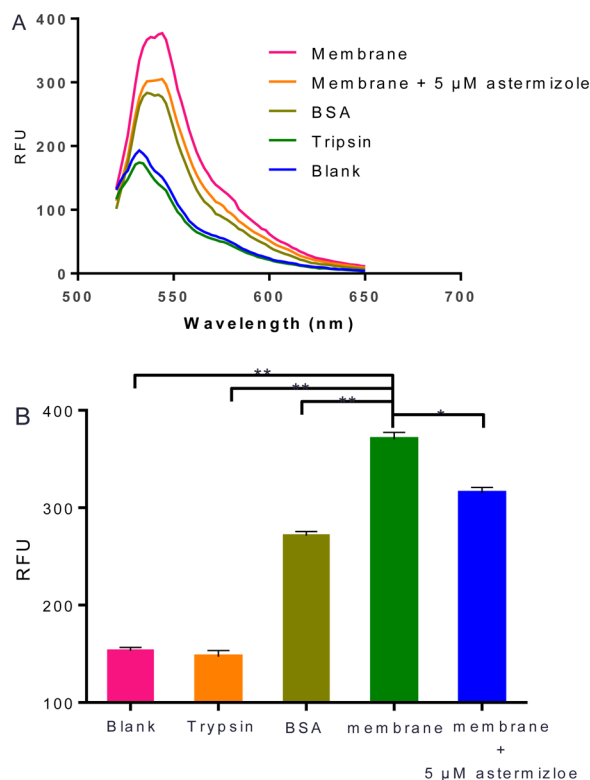 A
400
300
200
100
0
RFU
500
550
600
650
700
Wavelength (nm)
Membrane
Membrane + 5 µM astermizole
BSA
Tripsin
Blank
B
**
**
**
*
400
300
200
100
RFU
Blank
Trypsin
BSA
membrane
membrane
+
5 µM astermizloe